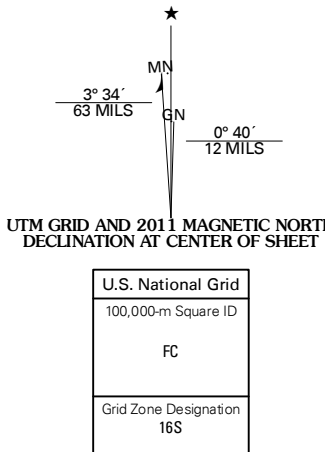 ★
MN
3° 34´
63 MILS
GN
0° 40´
12 MILS
UTM GRID AND 2011 MAGNETIC NORTH
DECLINATION AT CENTER OF SHEET
U.S. National Grid
100,000-m Square ID
FC
Grid Zone Designation
16S